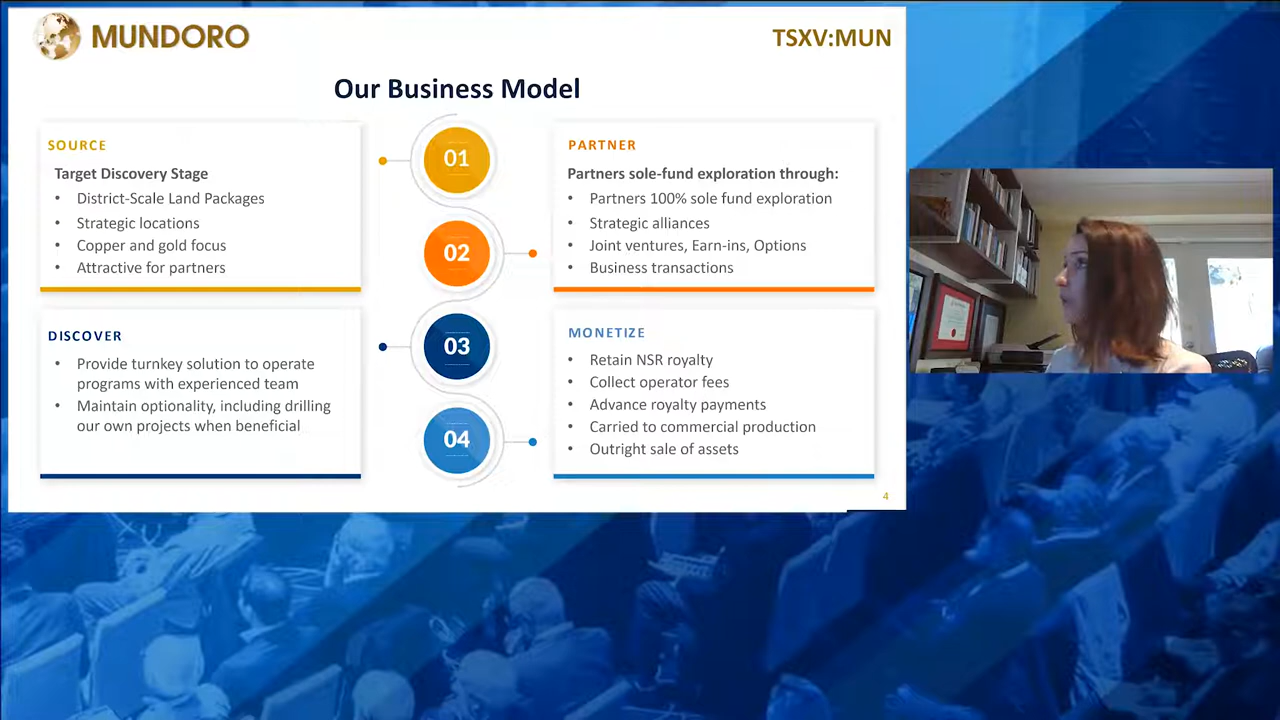 MUNDORO
TSXV:MUN
Our Business Model
SOURCE
Target Discovery Stage
• District-Scale Land Packages
• Strategic locations
• Copper and gold focus
• Attractive for partners
01
PARTNER
Partners sole-fund exploration through:
• Partners 100% sole fund exploration
• Strategic alliances
• Joint ventures, Earn-ins, Options
• Business transactions
02
DISCOVER
• Provide turnkey solution to operate
programs with experienced team
• Maintain optionality, including drilling
our own projects when beneficial
03
MONETIZE
• Retain NSR royalty
• Collect operator fees
• Advance royalty payments
• Carried to commercial production
• Outright sale of assets
04
4